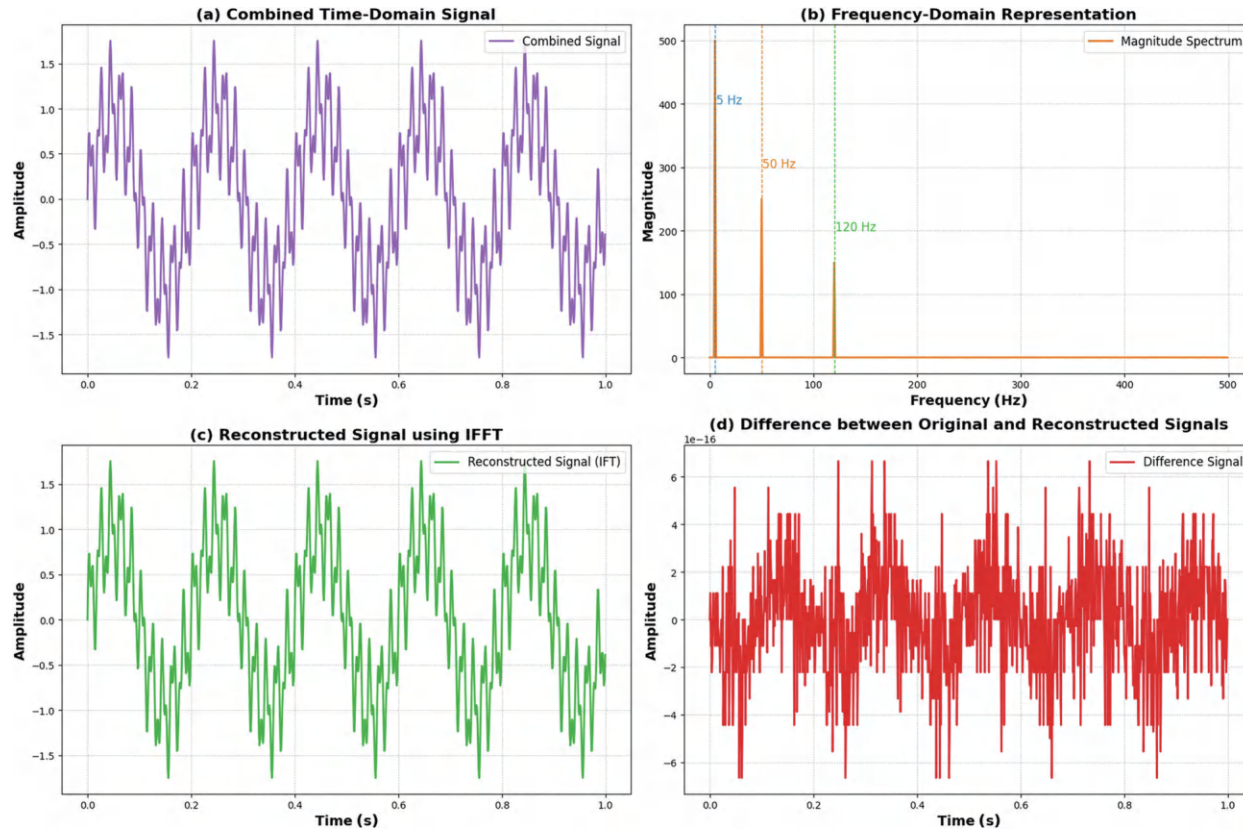 (a) Combined Time-Domain Signal
Combined Signal
1.5
1.0
0.5
0.0
−0.5
−1.0
−1.5
Amplitude
0.0 0.2 0.4 0.6 0.8 1.0
Time (s)
(b) Frequency-Domain Representation
Magnitude Spectrum
500
400
300
200
100
0
Magnitude
5 Hz
50 Hz
120 Hz
0 100 200 300 400 500
Frequency (Hz)
(c) Reconstructed Signal using IFFT
Reconstructed Signal (IFT)
1.5
1.0
0.5
0.0
−0.5
−1.0
−1.5
Amplitude
0.0 0.2 0.4 0.6 0.8 1.0
Time (s)
(d) Difference between Original and Reconstructed Signals
1e−16
Difference Signal
6
4
2
0
−2
−4
−6
Amplitude
0.0 0.2 0.4 0.6 0.8 1.0
Time (s)